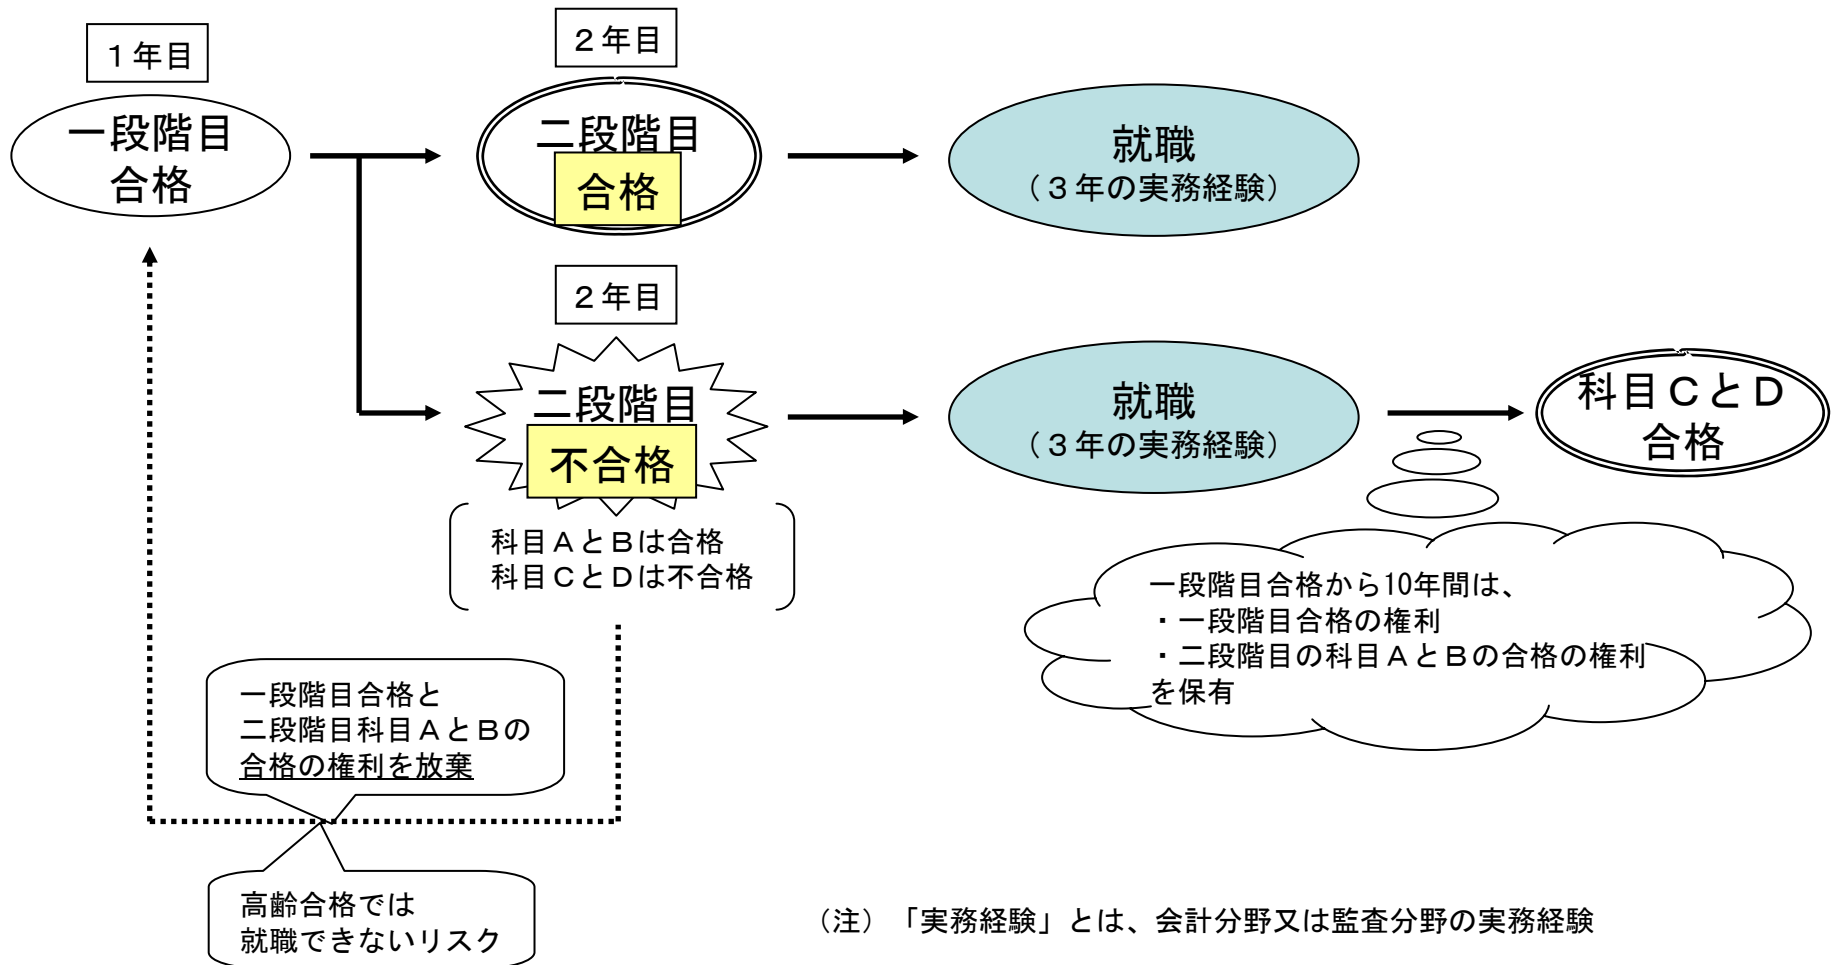 １年目
一段階目
合格
２年目
二段階目
合格
就職
（３年の実務経験）
２年目
二段階目
不合格
科目ＡとＢは合格
科目ＣとＤは不合格
就職
（３年の実務経験）
科目ＣとＤ
合格
一段階目合格から10年間は、
・一段階目合格の権利
・二段階目の科目ＡとＢの合格の権利
を保有
一段階目合格と
二段階目科目ＡとＢの
合格の権利を放棄
高齢合格では
就職できないリスク
（注）「実務経験」とは、会計分野又は監査分野の実務経験